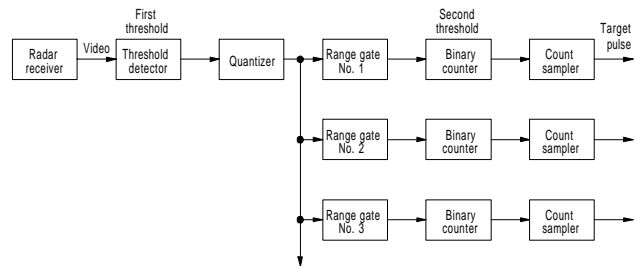 First
threshold
Second
threshold
Target
pulse
Radar
receiver
Video
Threshold
detector
Quantizer
Range gate
No. 1
Binary
counter
Count
sampler
Range gate
No. 2
Binary
counter
Count
sampler
Range gate
No. 3
Binary
counter
Count
sampler